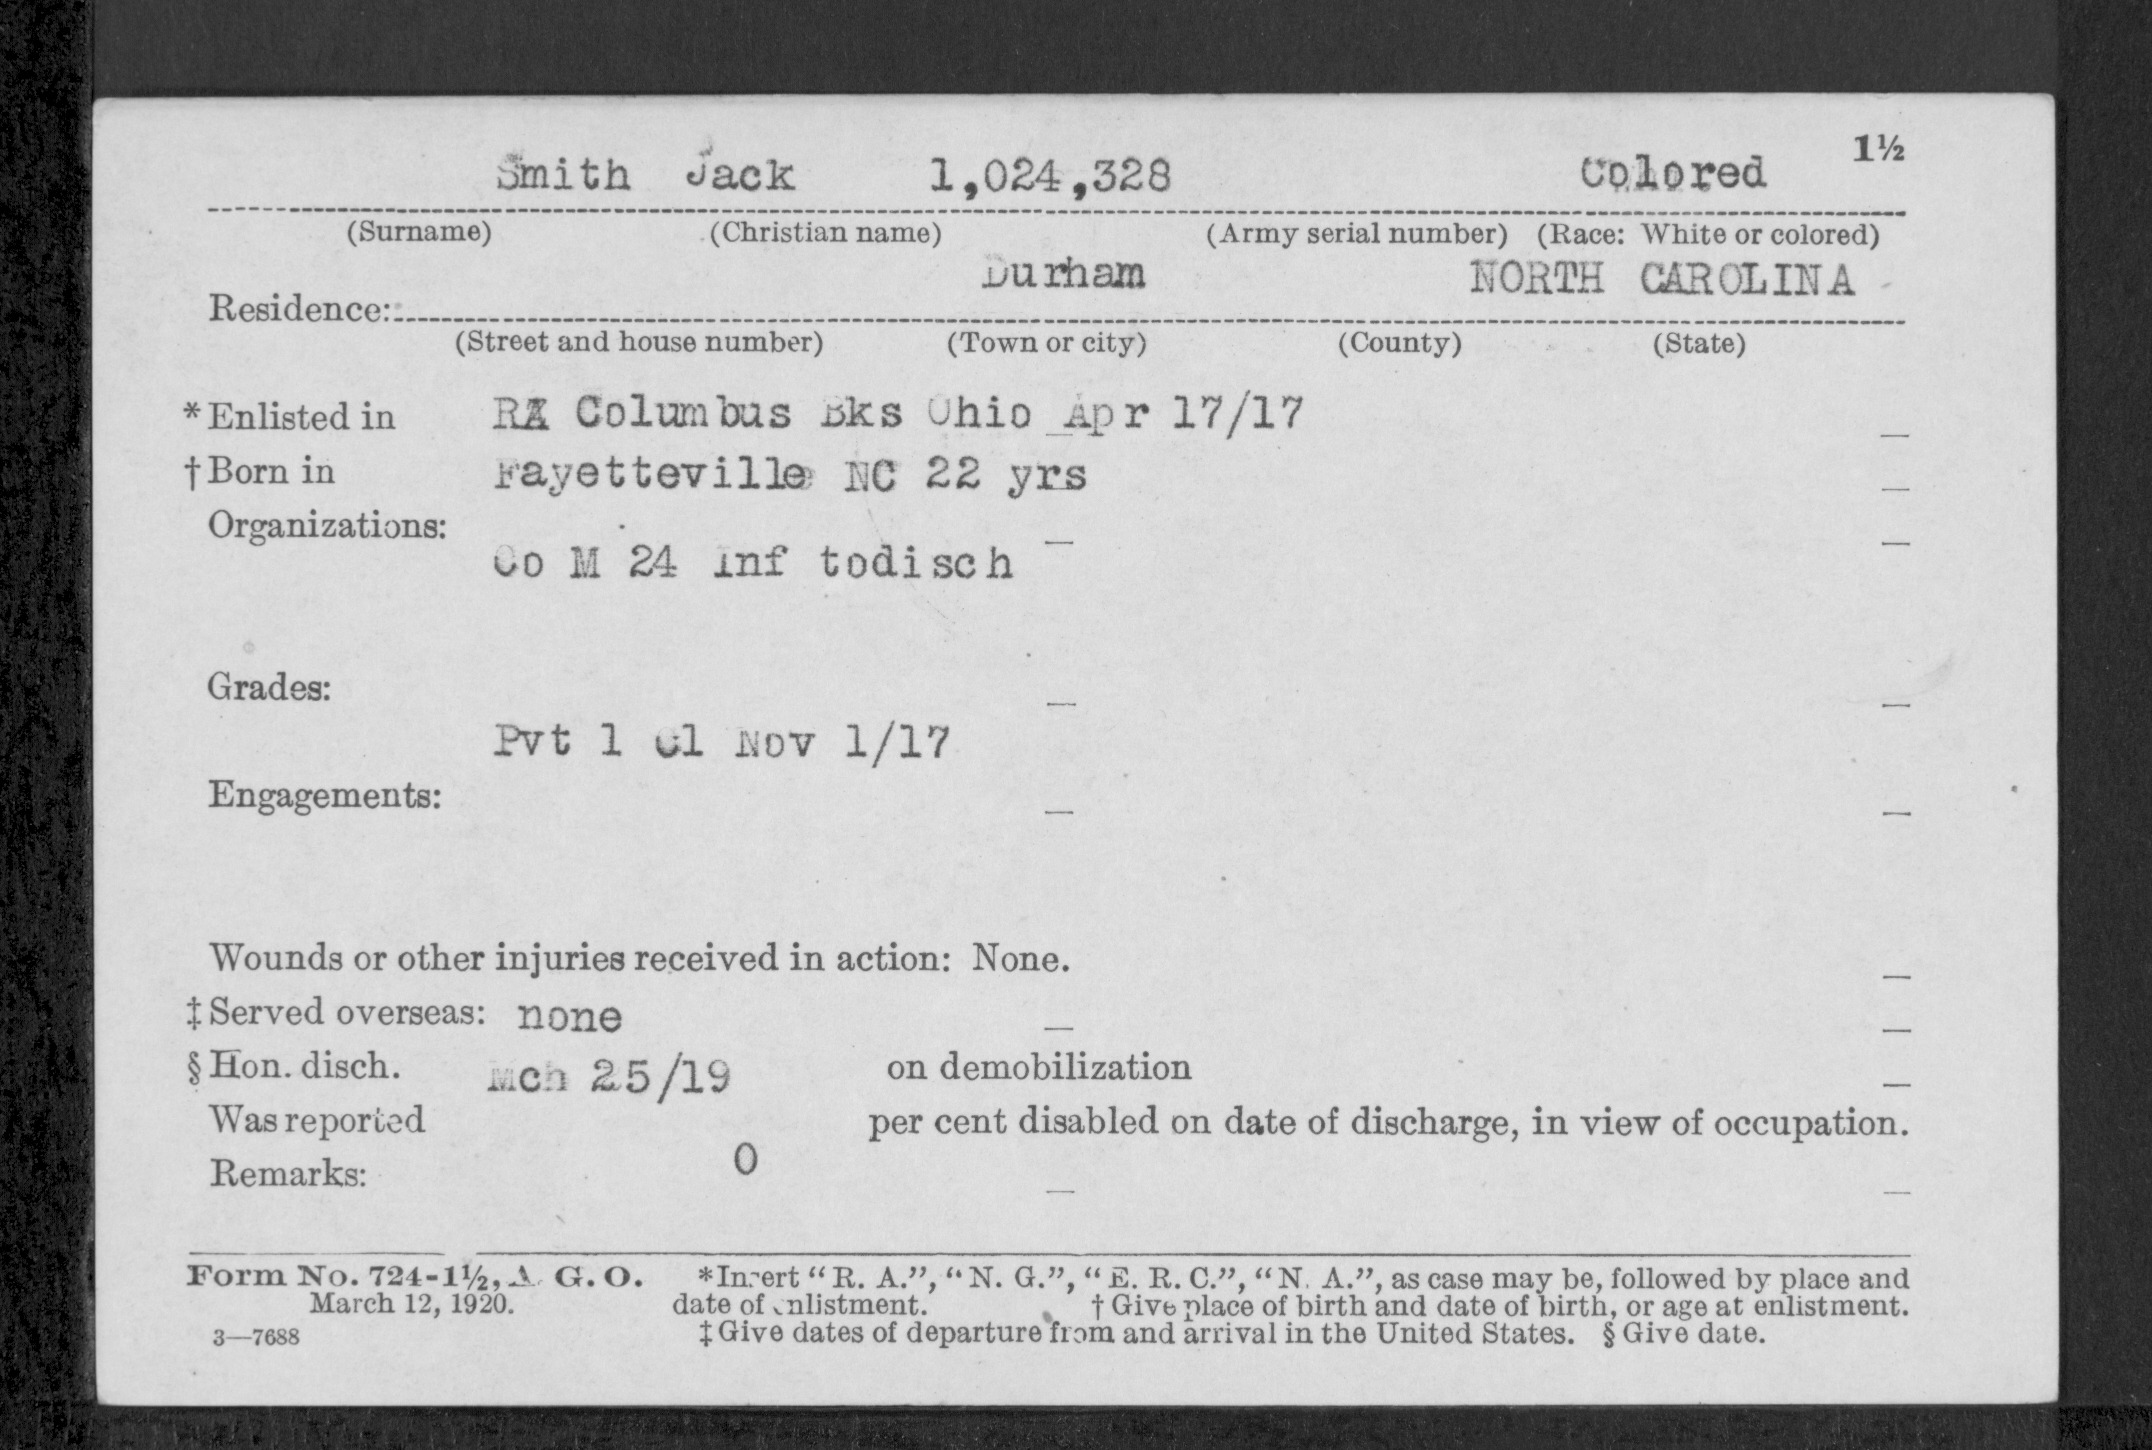 1½
Smith Jack 1,024,328 Colored
(Surname) (Christian name) (Army serial number) (Race: White or colored)
Durham NORTH CAROLINA
Residence:
(Street and house number) (Town or city) (County) (State)
*Enlisted in RA Columbus Bks Ohio Apr 17/17
†Born in Fayetteville NC 22 yrs
Organizations:
Co M 24 Inf todisch
Grades:
Pvt 1 Cl Nov 1/17
Engagements:
Wounds or other injuries received in action: None.
‡Served overseas: none
§Hon. disch. Mch 25/19 on demobilization
Was reported per cent disabled on date of discharge, in view of occupation.
0
Remarks:
Form No. 724-1½, A. G. O. *Insert "R. A.", "N. G.", "E. R. C.", "N. A.", as case may be, followed by place and
March 12, 1920. date of enlistment. †Give place of birth and date of birth, or age at enlistment.
3—7688 ‡Give dates of departure from and arrival in the United States. §Give date.